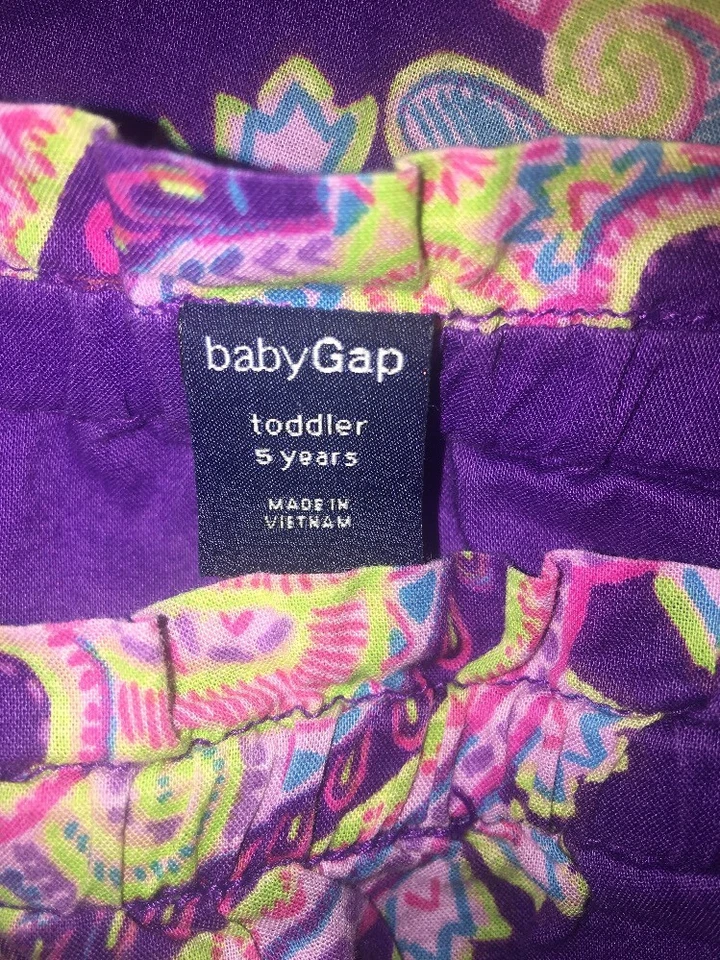 babyGap
toddler
5 years
MADE IN
VIETNAM